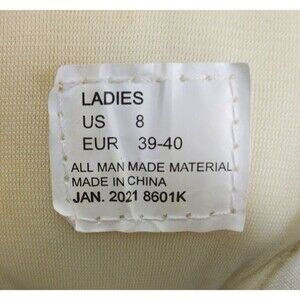 LADIES
US 8
EUR 39-40
ALL MAN MADE MATERIAL
MADE IN CHINA
JAN. 2021 8601K